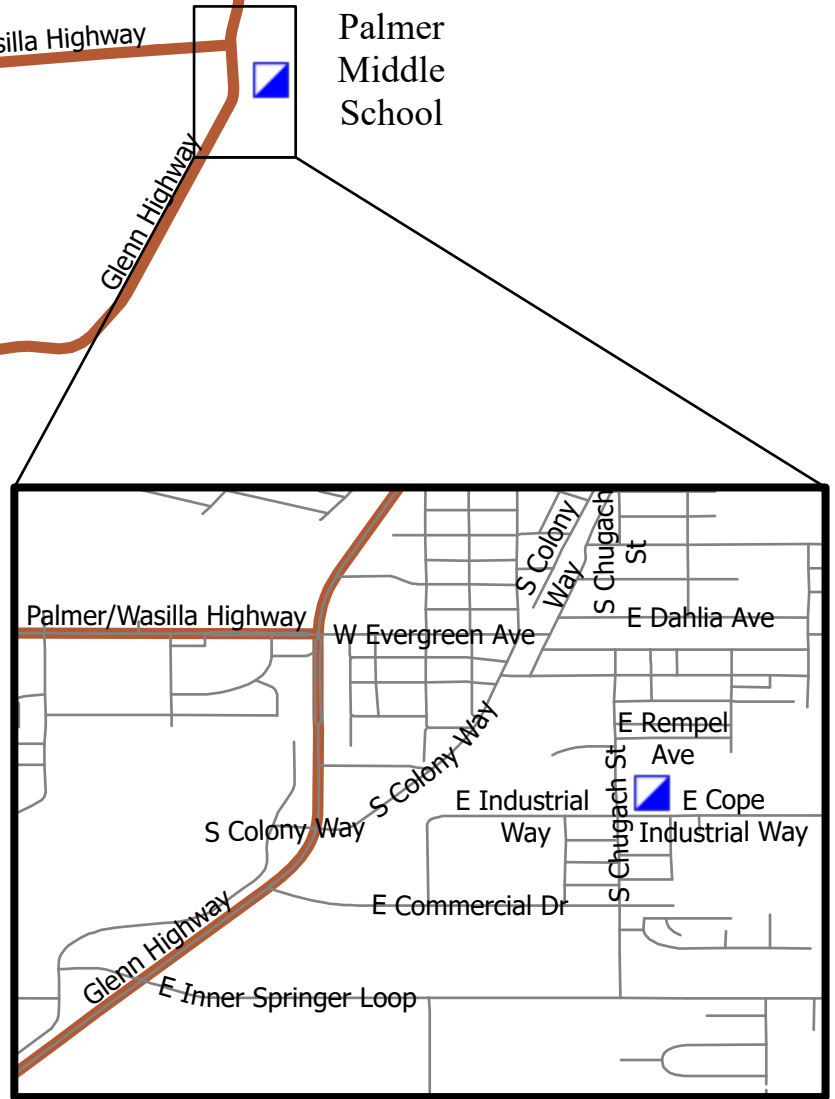 Highway
Palmer
Middle
School
Glenn Highway
S Colony
Way
S Chugach
St
Palmer/Wasilla Highway
W Evergreen Ave
E Dahlia Ave
E Rempel
Ave
S Colony Way
S Chugach St
E Industrial
Way
E Cope
Industrial Way
S Colony Way
E Commercial Dr
Glenn Highway
E Inner Springer Loop